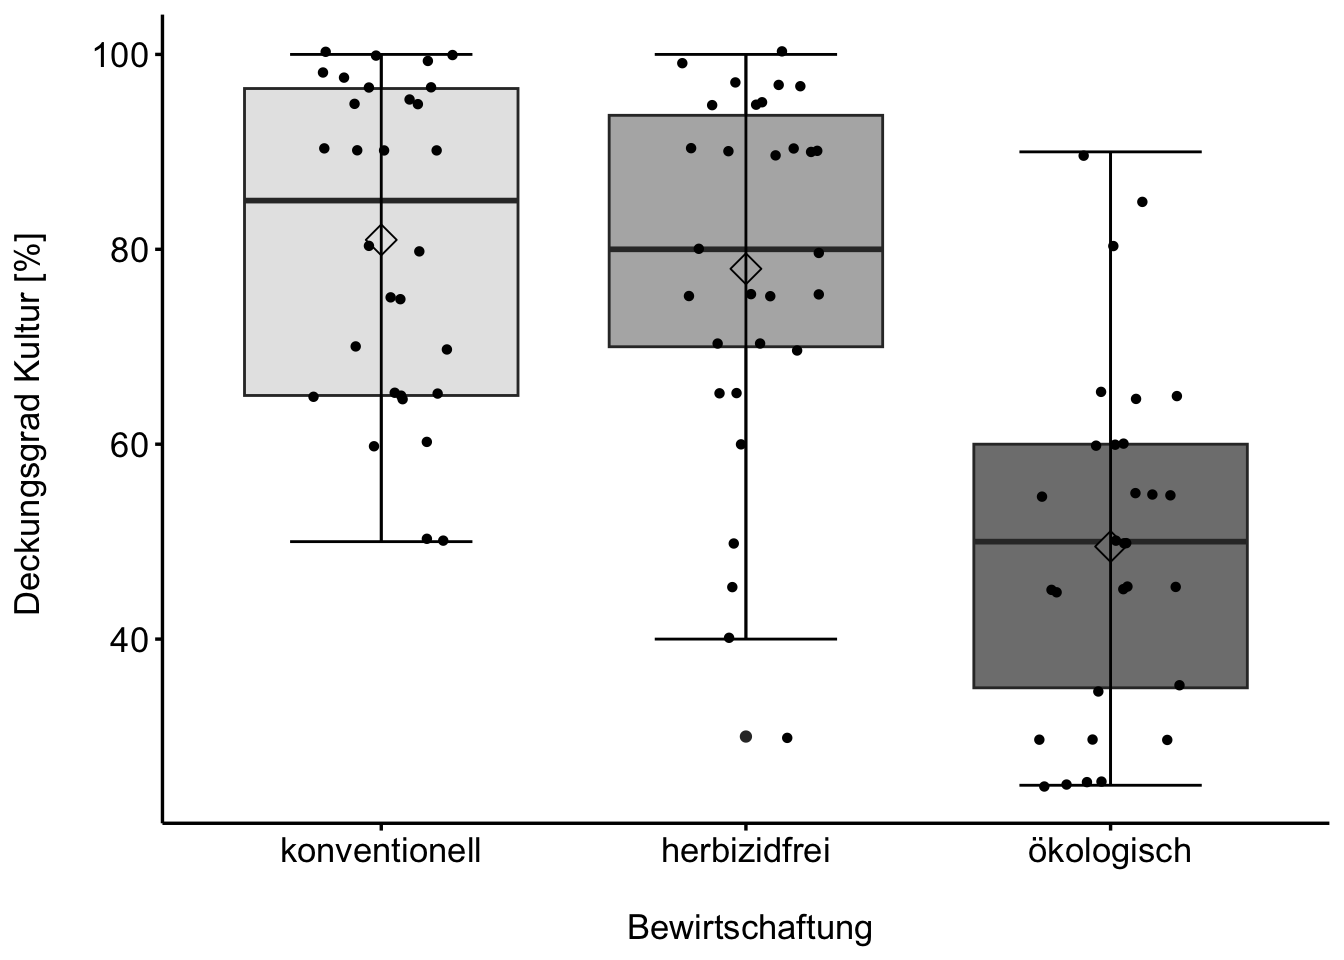 Deckungsgrad Kultur [%]
100
80
60
40
konventionell herbizidfrei ökologisch
Bewirtschaftung